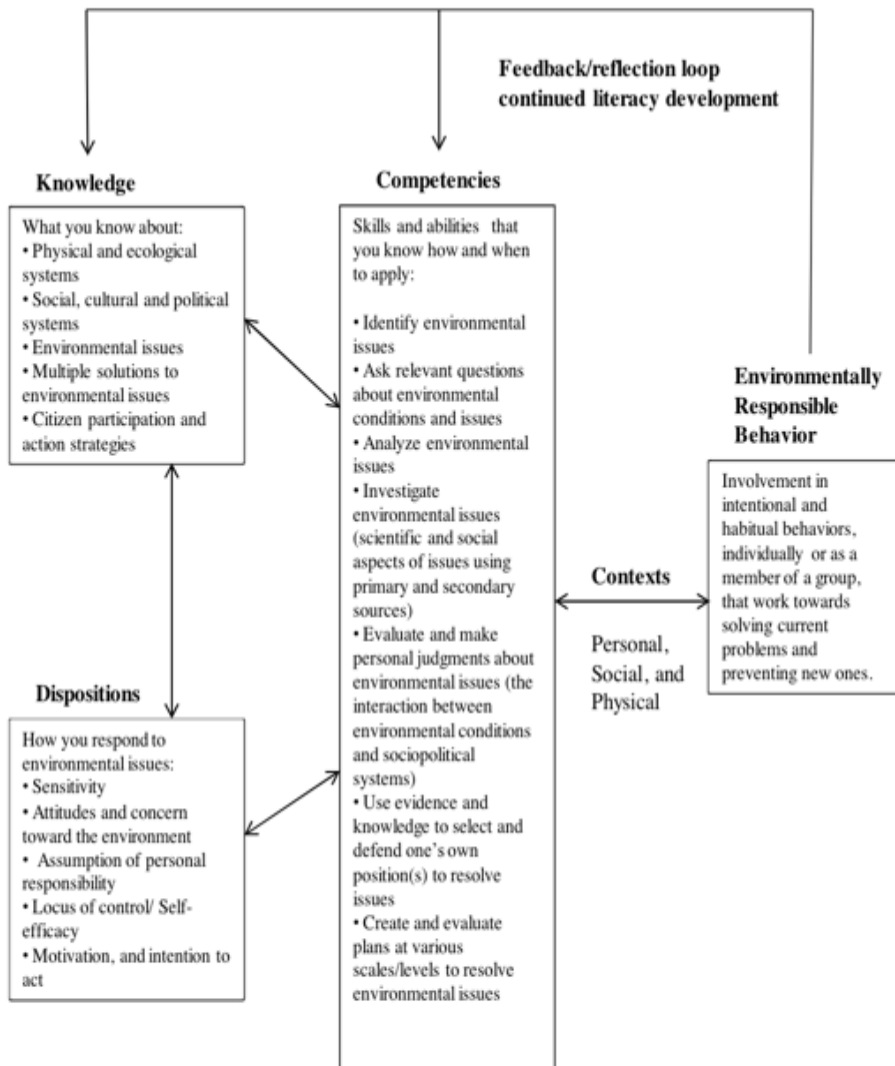 Feedback/reflection loop
continued literacy development
Knowledge
What you know about:
• Physical and ecological
systems
• Social, cultural and political
systems
• Environmental issues
• Multiple solutions to
environmental issues
• Citizen participation and
action strategies
Dispositions
How you respond to
environmental issues:
• Sensitivity
• Attitudes and concern
toward the environment
• Assumption of personal
responsibility
• Locus of control/ Self-
efficacy
• Motivation, and intention to
act
Competencies
Skills and abilities that
you know how and when
to apply:
• Identify environmental
issues
• Ask relevant questions
about environmental
conditions and issues
• Analyze environmental
issues
• Investigate
environmental issues
(scientific and social
aspects of issues using
primary and secondary
sources)
• Evaluate and make
personal judgments about
environmental issues (the
interaction between
environmental conditions
and sociopolitical
systems)
• Use evidence and
knowledge to select and
defend one's own
position(s) to resolve
issues
• Create and evaluate
plans at various
scales/levels to resolve
environmental issues
Contexts
Personal,
Social, and
Physical
Environmentally
Responsible
Behavior
Involvement in
intentional and
habitual behaviors,
individually or as a
member of a group,
that work towards
solving current
problems and
preventing new ones.